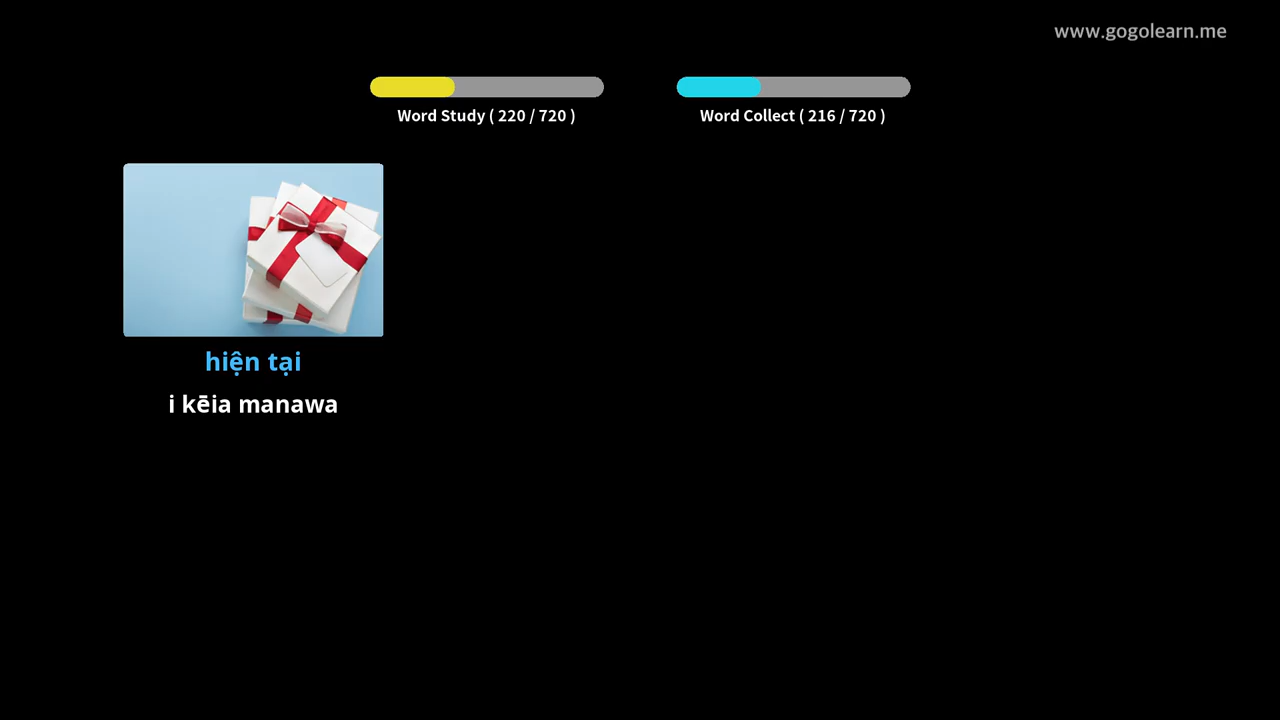 www.gogolearn.me
Word Study ( 220 / 720 )
Word Collect ( 216 / 720 )
hiện tại
i kēia manawa